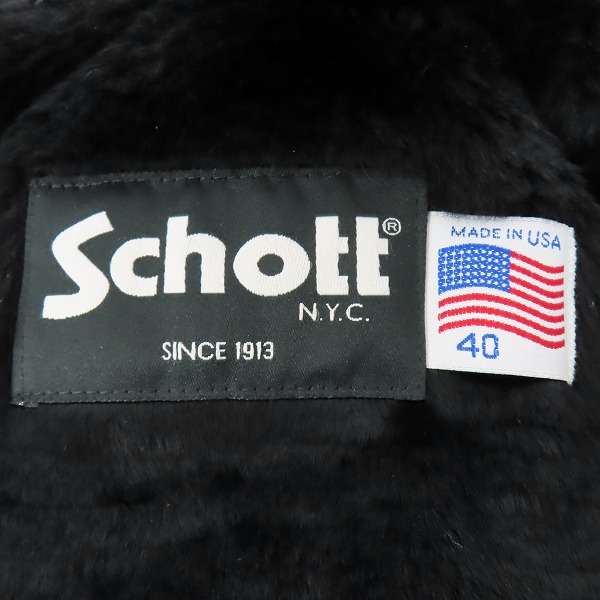 Schott®
N.Y.C.
SINCE 1913
MADE IN USA
40